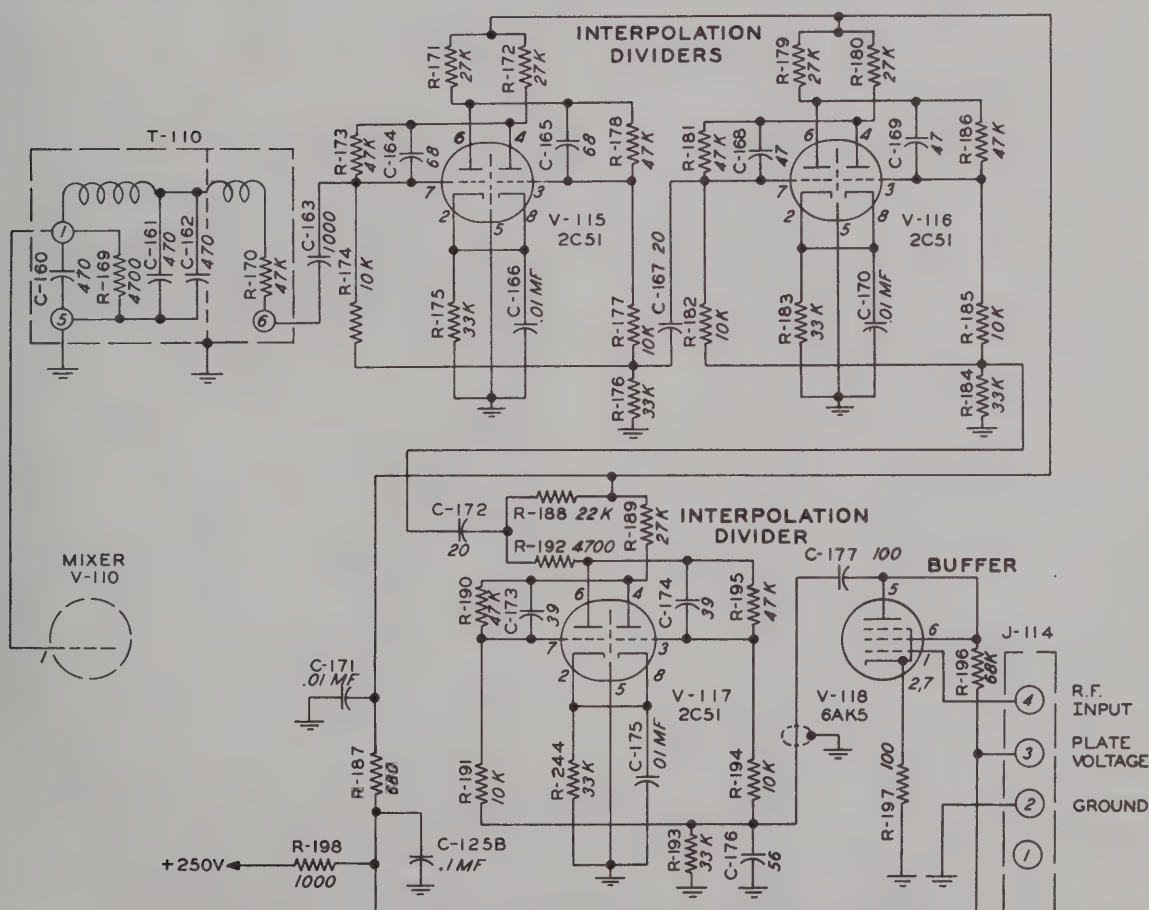 INTERPOLATION
DIVIDERS
R-171
27K
R-172
27K
R-179
27K
R-180
27K
T-110
R-173
47K
C-164
68
6
4
C-165
68
R-178
47K
R-181
47K
C-168
47
6
4
C-169
47
R-186
47K
1
C-160
470
R-169
4700
C-161
470
C-162
470
R-170
47K
5
6
C-163
1000
R-174
10K
7
3
2
8
5
V-115
2C51
R-175
33K
C-166
.01 MF
R-177
10K
R-176
33K
C-167 20
R-182
10K
7
3
2
8
5
V-116
2C51
R-183
33K
C-170
.01 MF
R-185
10K
R-184
33K
C-172
20
R-188 22K
R-192 4700
R-189
27K
INTERPOLATION
DIVIDER
MIXER
V-110
1
R-190
47K
C-173
39
6
4
C-174
39
R-195
47K
7
3
2
8
5
V-117
2C51
C-177 100
BUFFER
5
6
1
2,7
V-118
6AK5
R-196
68K
J-114
4
R.F.
INPUT
3
PLATE
VOLTAGE
2
GROUND
1
C-171
.01 MF
R-187
680
R-191
10K
R-244
33K
C-175
.01 MF
R-194
10K
R-193
33K
C-176
56
R-197
100
+250V
R-198
1000
C-125B
.1MF